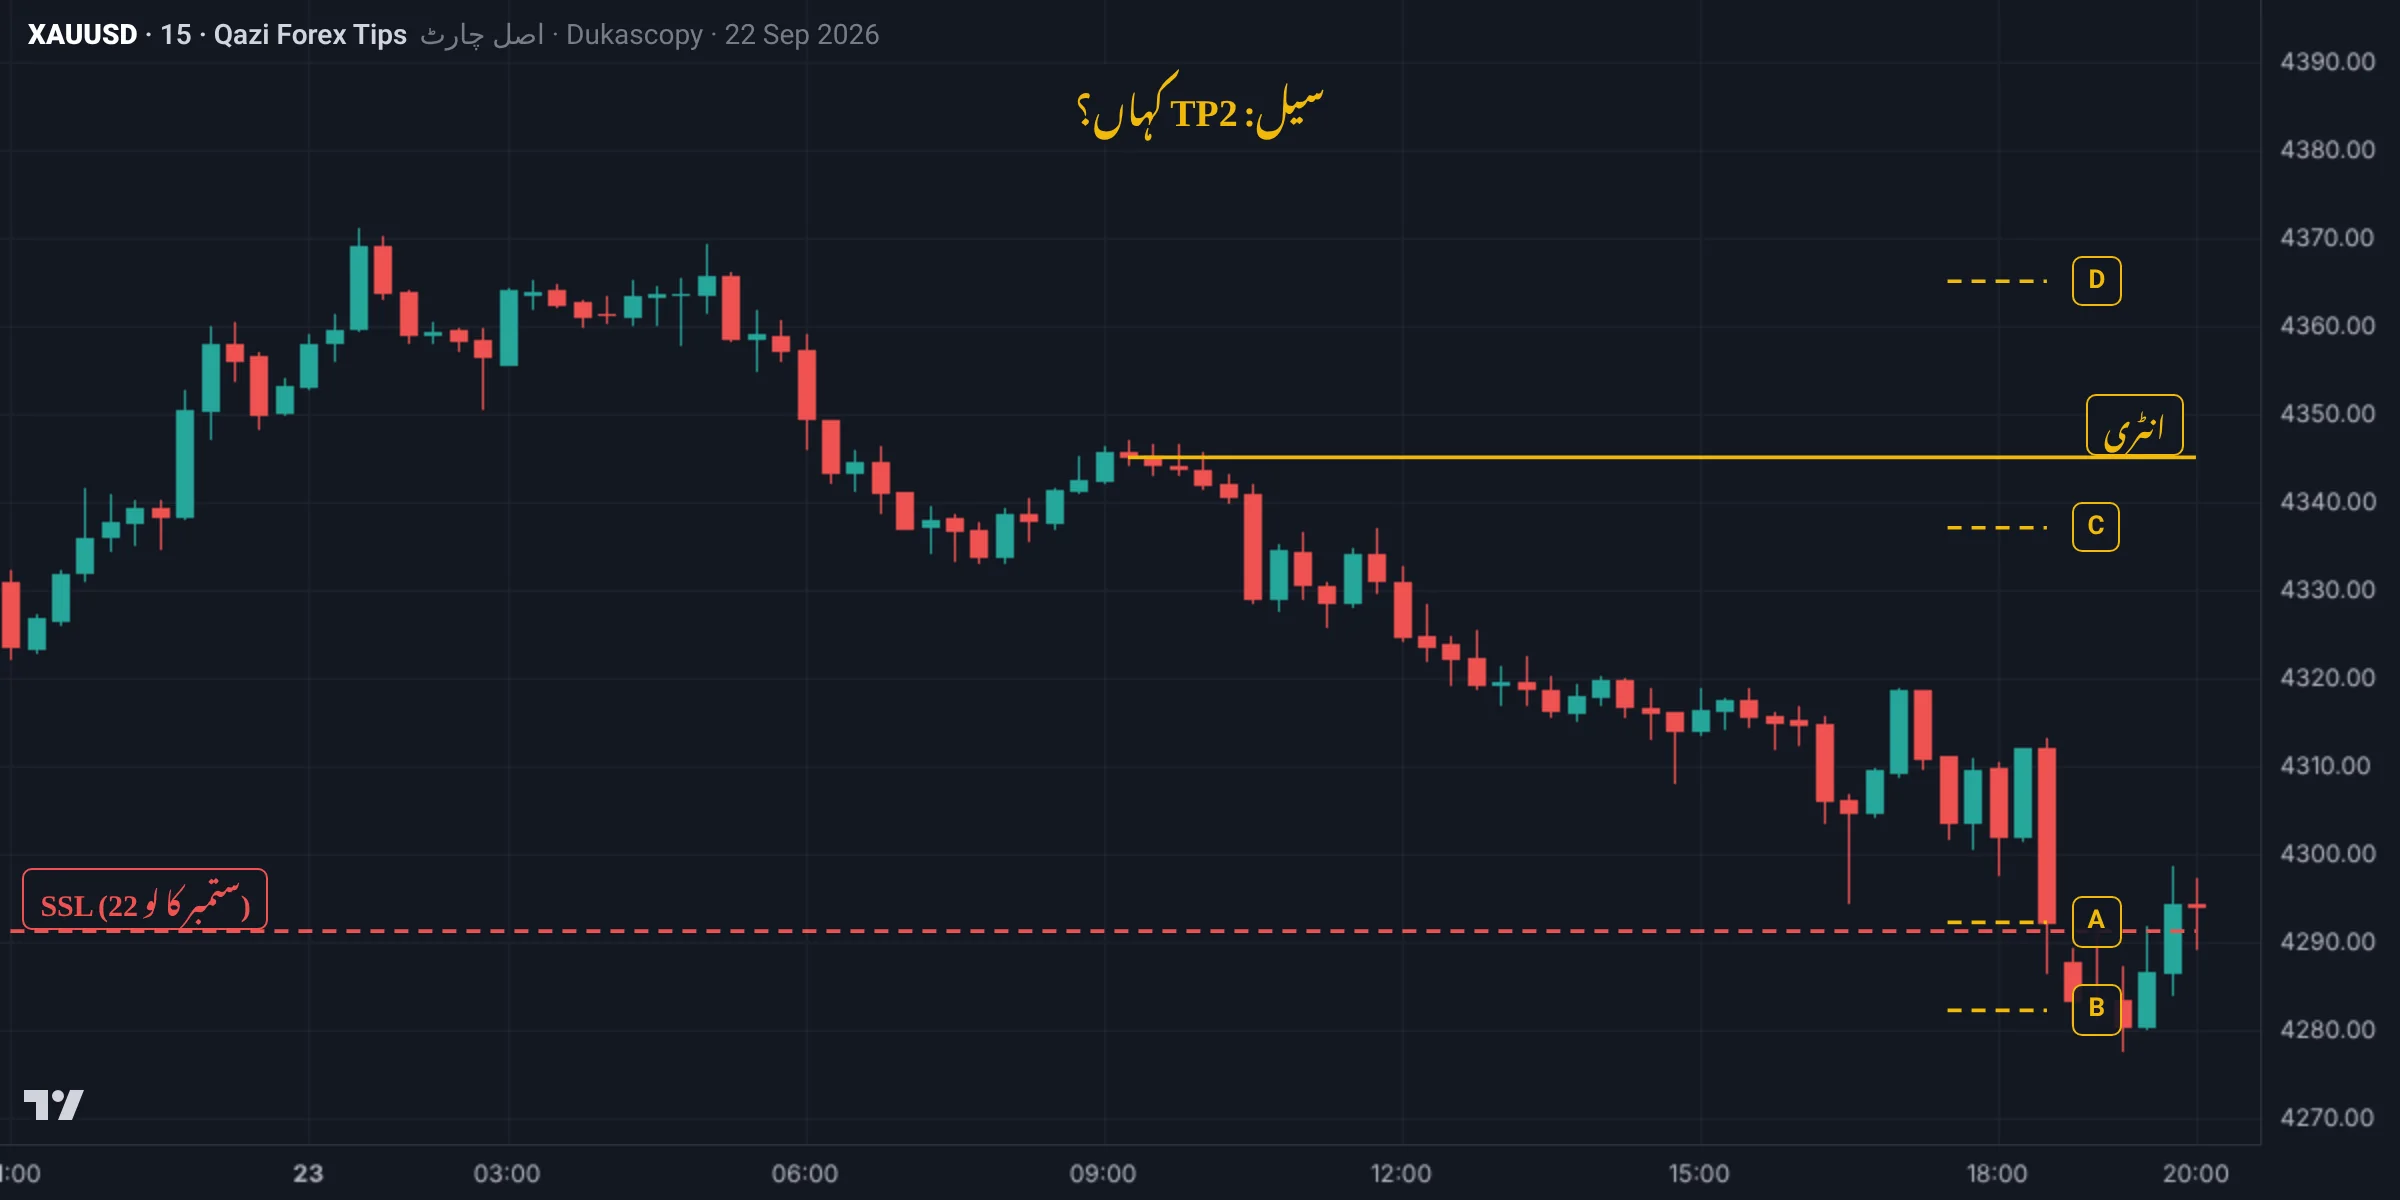 XAUUSD · 15 · Qazi Forex Tips اصل چارٹ · Dukascopy · 22 Sep 2026
سیل: TP2 کہاں؟
4390.00
4380.00
4370.00
D
4360.00
انٹری
4350.00
4340.00
C
4330.00
4320.00
4310.00
4300.00
SSL (22 ستمبر کا لو)
A
4290.00
B
4280.00
4270.00
1:00 23 03:00 06:00 09:00 12:00 15:00 18:00 20:00